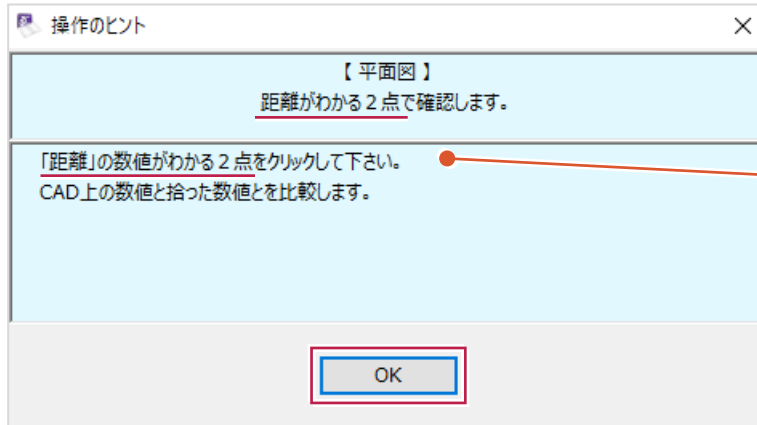 操作のヒント
【 平面図 】
距離がわかる２点で確認します。
「距離」の数値がわかる２点をクリックして下さい。
CAD上の数値と拾った数値とを比較します。
OK